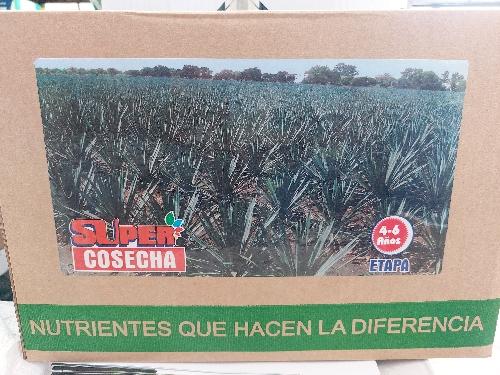 SUPER
COSECHA
4-6
Años
ETAPA
NUTRIENTES QUE HACEN LA DIFERENCIA